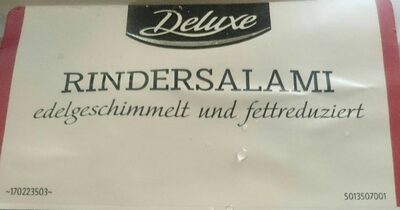 Deluxe
RINDERSALAMI
edelgeschimmelt und fettreduziert
~170223503~
5013507001